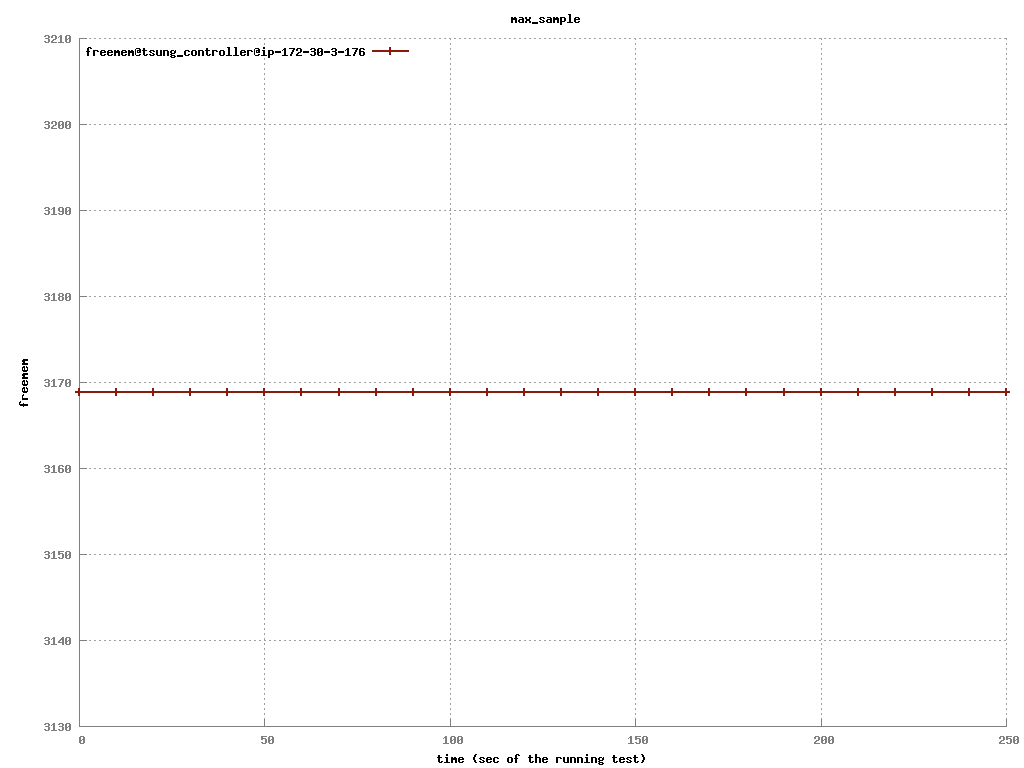 max_sample
freemem@tsung_controller@ip-172-30-3-176
3210
3200
3190
3180
3170
3160
3150
3140
3130
freemem
0 50 100 150 200 250
time (sec of the running test)